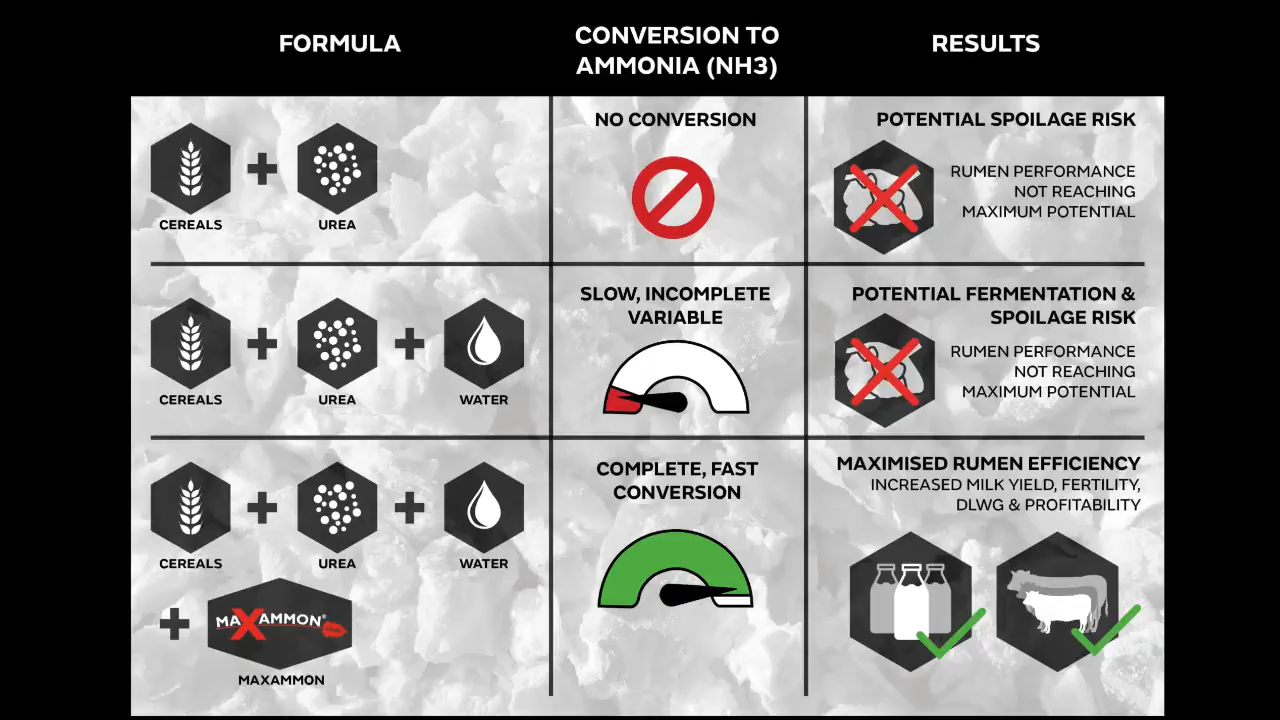 FORMULA
CONVERSION TO
AMMONIA (NH3)
RESULTS
CEREALS
UREA
NO CONVERSION
POTENTIAL SPOILAGE RISK
RUMEN PERFORMANCE
NOT REACHING
MAXIMUM POTENTIAL
CEREALS
UREA
WATER
SLOW, INCOMPLETE
VARIABLE
POTENTIAL FERMENTATION &
SPOILAGE RISK
RUMEN PERFORMANCE
NOT REACHING
MAXIMUM POTENTIAL
CEREALS
UREA
WATER
MAXAMMON®
MAXAMMON
COMPLETE, FAST
CONVERSION
MAXIMISED RUMEN EFFICIENCY
INCREASED MILK YIELD, FERTILITY,
DLWG & PROFITABILITY